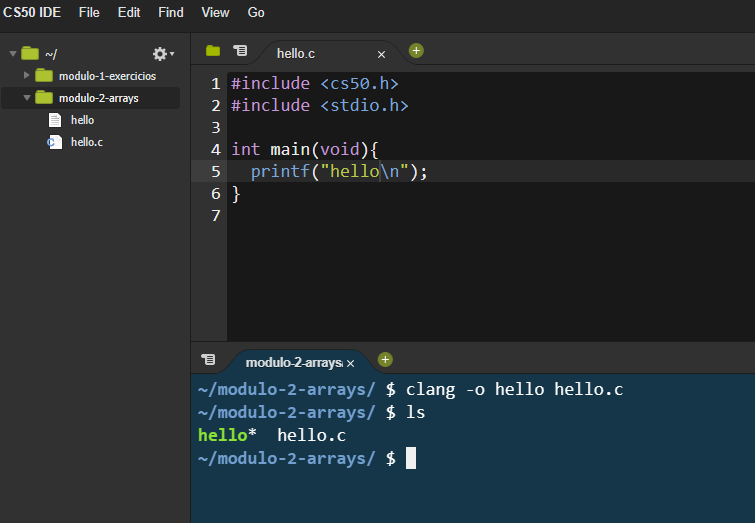 CS50 IDE File Edit Find View Go
~/
modulo-1-exercicios
modulo-2-arrays
hello
hello.c
hello.c
1 #include <cs50.h>
2 #include <stdio.h>
3
4 int main(void){
5   printf("hello\n");
6 }
7
modulo-2-arrays
~/modulo-2-arrays/ $ clang -o hello hello.c
~/modulo-2-arrays/ $ ls
hello*  hello.c
~/modulo-2-arrays/ $